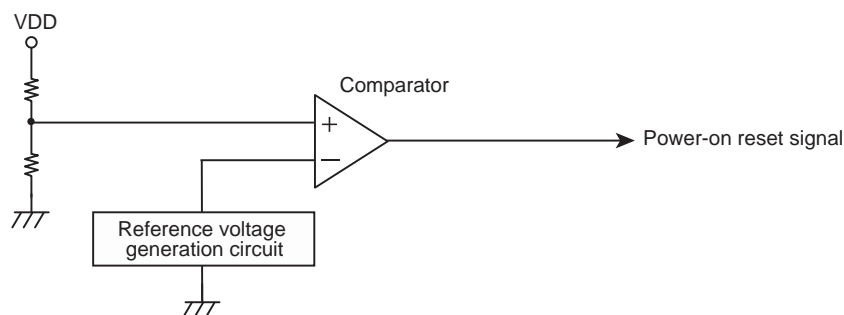 VDD
Comparator
+
−
Power-on reset signal
Reference voltage
generation circuit